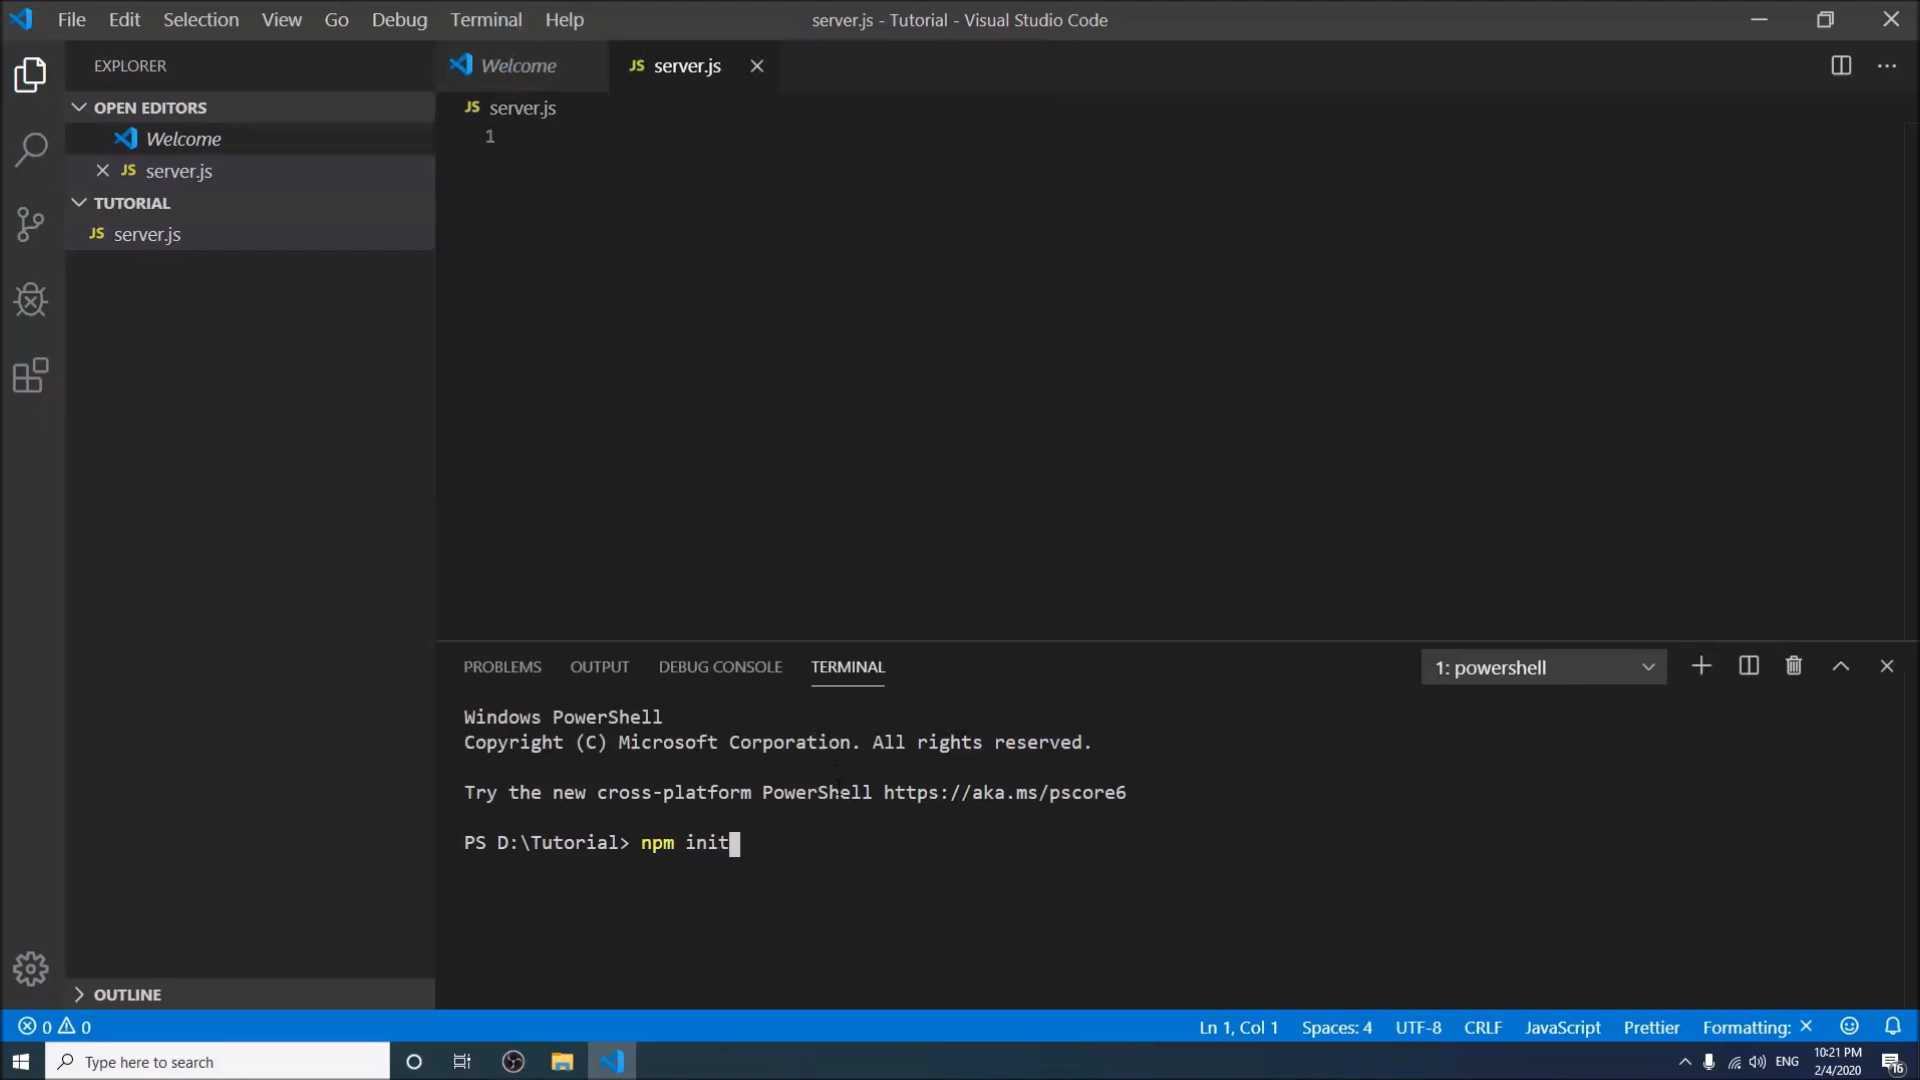 File Edit Selection View Go Debug Terminal Help
server.js - Tutorial - Visual Studio Code
EXPLORER
OPEN EDITORS
Welcome
JS server.js
TUTORIAL
JS server.js
OUTLINE
Welcome
JS server.js
JS server.js
1
PROBLEMS OUTPUT DEBUG CONSOLE TERMINAL
1: powershell
Windows PowerShell
Copyright (C) Microsoft Corporation. All rights reserved.
Try the new cross-platform PowerShell https://aka.ms/pscore6
PS D:\Tutorial> npm init
0 0
Ln 1, Col 1 Spaces: 4 UTF-8 CRLF JavaScript Prettier Formatting: ×
Type here to search
ENG
10:21 PM
2/4/2020
16